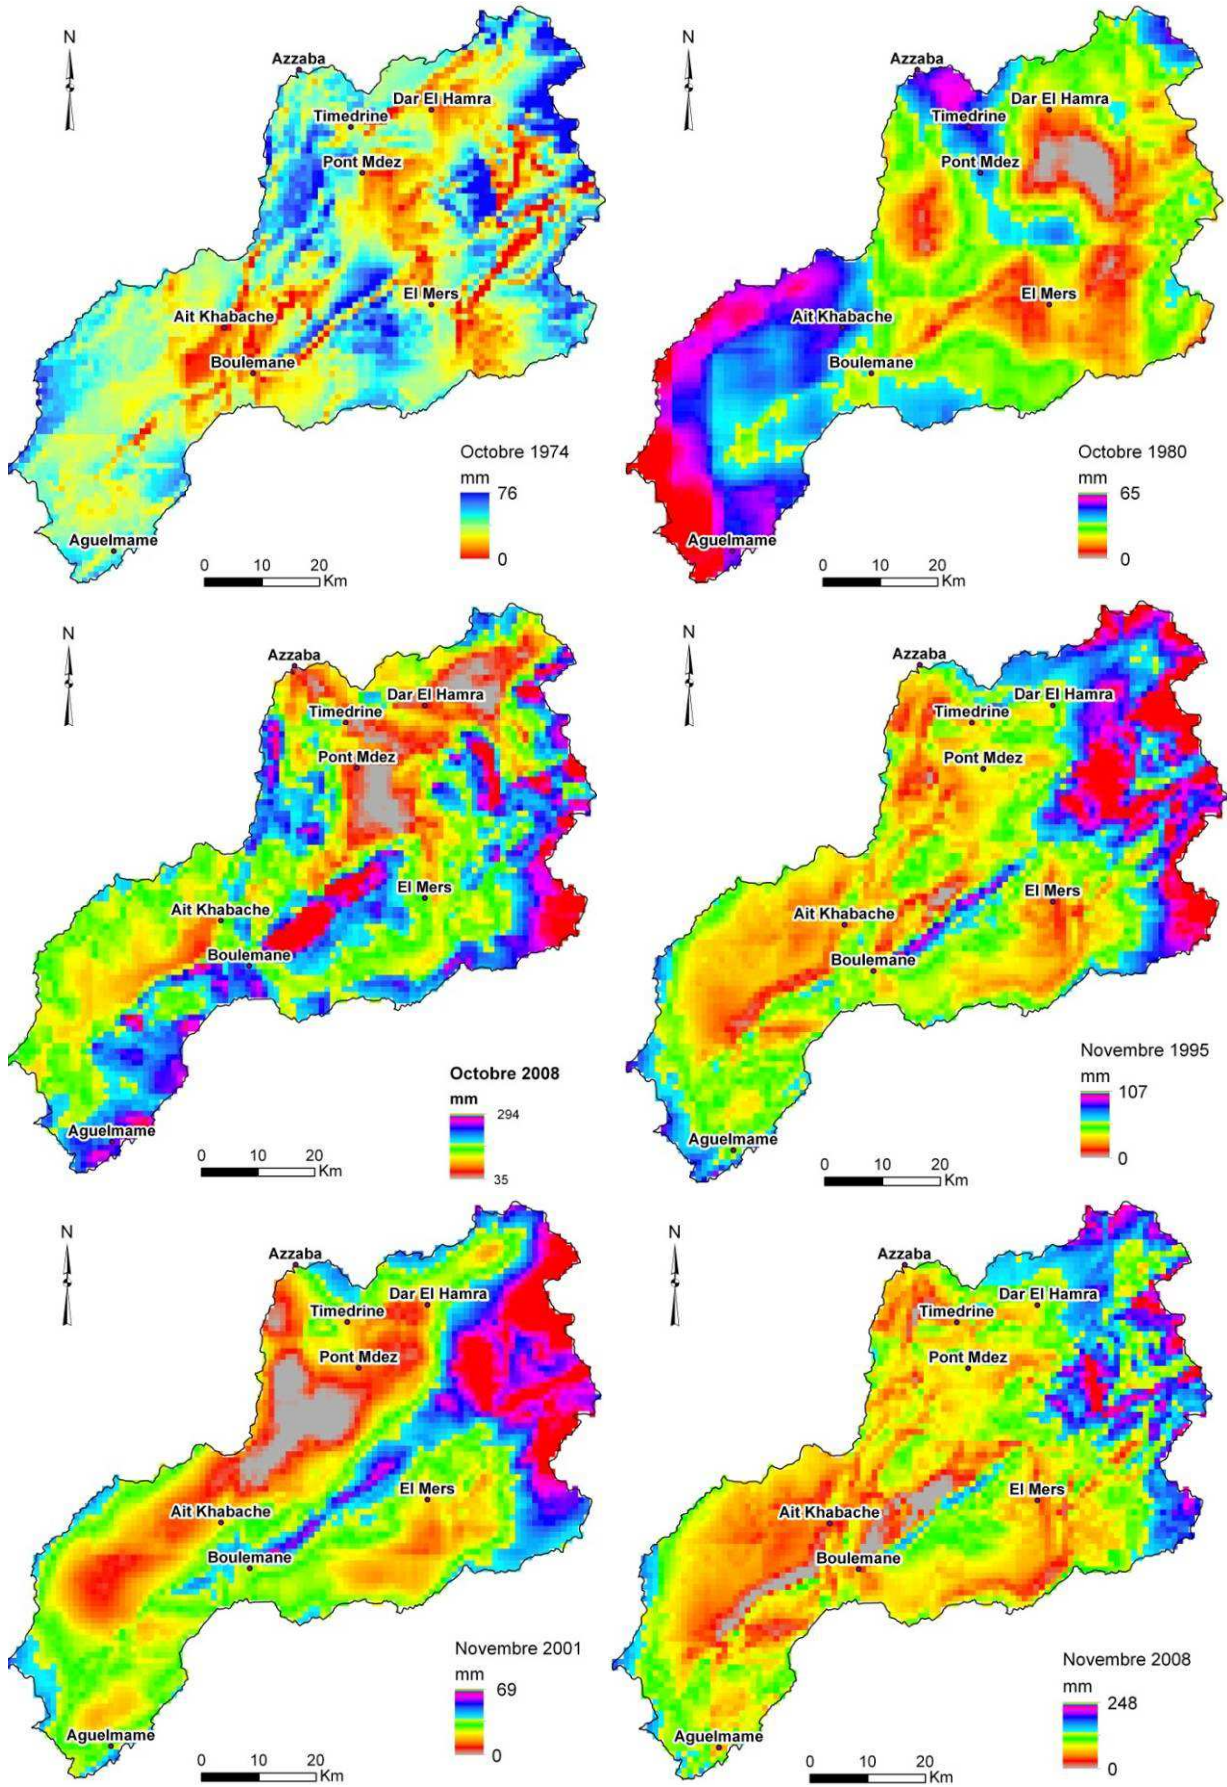 N
Azzaba
Dar El Hamra
Timedrine
Pont Mdez
El Mers
Ait Khabache
Boulemane
Octobre 1974
mm
76
0
Aguelmame
0 10 20
Km
N
Azzaba
Dar El Hamra
Timedrine
Pont Mdez
El Mers
Ait Khabache
Boulemane
Octobre 1980
mm
65
0
Aguelmame
0 10 20
Km
N
Azzaba
Dar El Hamra
Timedrine
Pont Mdez
El Mers
Ait Khabache
Boulemane
Octobre 2008
mm
294
35
Aguelmame
0 10 20
Km
N
Azzaba
Dar El Hamra
Timedrine
Pont Mdez
El Mers
Ait Khabache
Boulemane
Novembre 1995
mm
107
0
Aguelmame
0 10 20
Km
N
Azzaba
Dar El Hamra
Timedrine
Pont Mdez
El Mers
Ait Khabache
Boulemane
Novembre 2001
mm
69
0
Aguelmame
0 10 20
Km
N
Azzaba
Dar El Hamra
Timedrine
Pont Mdez
El Mers
Ait Khabache
Boulemane
Novembre 2008
mm
248
0
Aguelmame
0 10 20
Km